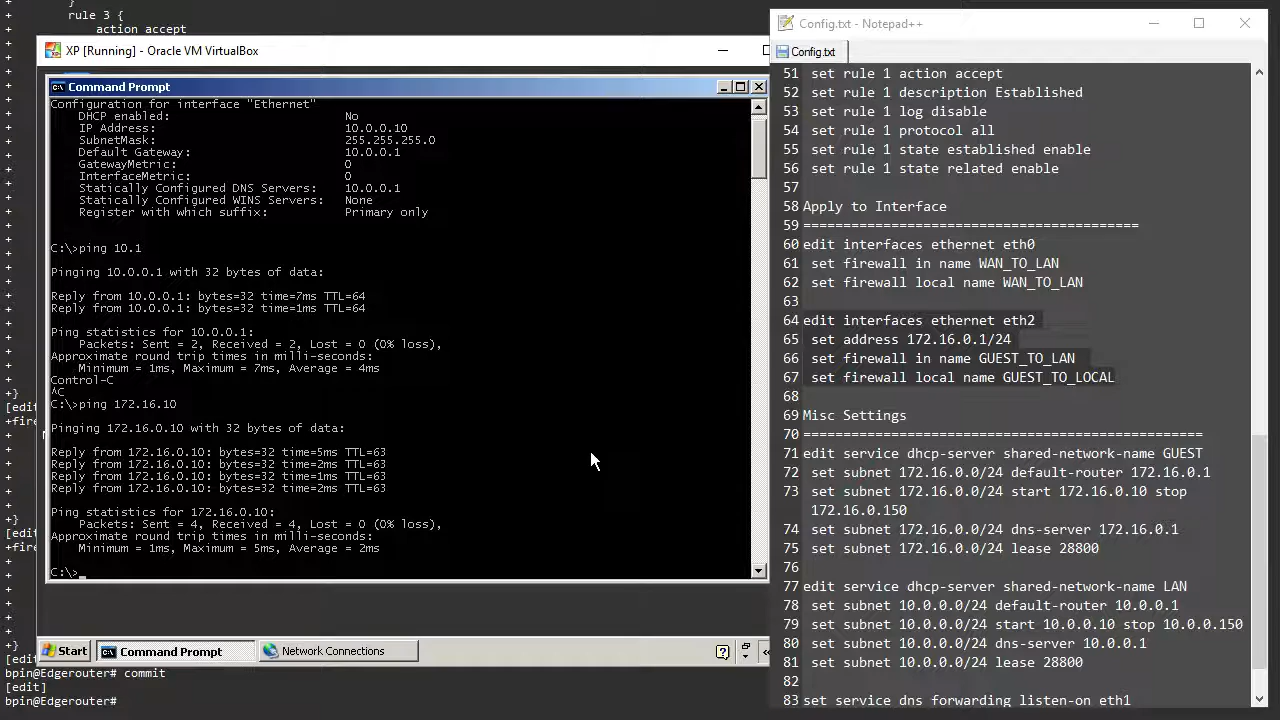 }
+ rule 3 {
+ action accept
XP [Running] - Oracle VM VirtualBox
Command Prompt
Configuration for interface "Ethernet"
DHCP enabled: No
IP Address: 10.0.0.10
SubnetMask: 255.255.255.0
Default Gateway: 10.0.0.1
GatewayMetric: 0
InterfaceMetric: 0
Statically Configured DNS Servers: 10.0.0.1
Statically Configured WINS Servers: None
Register with which suffix: Primary only
C:\>ping 10.1
Pinging 10.0.0.1 with 32 bytes of data:
Reply from 10.0.0.1: bytes=32 time=7ms TTL=64
Reply from 10.0.0.1: bytes=32 time=1ms TTL=64
Ping statistics for 10.0.0.1:
Packets: Sent = 2, Received = 2, Lost = 0 (0% loss),
Approximate round trip times in milli-seconds:
Minimum = 1ms, Maximum = 7ms, Average = 4ms
Control-C
^C
C:\>ping 172.16.10
Pinging 172.16.0.10 with 32 bytes of data:
Reply from 172.16.0.10: bytes=32 time=5ms TTL=63
Reply from 172.16.0.10: bytes=32 time=2ms TTL=63
Reply from 172.16.0.10: bytes=32 time=1ms TTL=63
Reply from 172.16.0.10: bytes=32 time=2ms TTL=63
Ping statistics for 172.16.0.10:
Packets: Sent = 4, Received = 4, Lost = 0 (0% loss),
Approximate round trip times in milli-seconds:
Minimum = 1ms, Maximum = 5ms, Average = 2ms
C:\>_
Start
Command Prompt
Network Connections
+}
[edit
+fire
+}
[edit
+fire
+}
[edit
bpin@Edgerouter# commit
[edit]
bpin@Edgerouter#
Config.txt - Notepad++
Config.txt
51 set rule 1 action accept
52 set rule 1 description Established
53 set rule 1 log disable
54 set rule 1 protocol all
55 set rule 1 state established enable
56 set rule 1 state related enable
57
58 Apply to Interface
59 ==========================================
60 edit interfaces ethernet eth0
61 set firewall in name WAN_TO_LAN
62 set firewall local name WAN_TO_LAN
63
64 edit interfaces ethernet eth2
65 set address 172.16.0.1/24
66 set firewall in name GUEST_TO_LAN
67 set firewall local name GUEST_TO_LOCAL
68
69 Misc Settings
70 ==================================================
71 edit service dhcp-server shared-network-name GUEST
72 set subnet 172.16.0.0/24 default-router 172.16.0.1
73 set subnet 172.16.0.0/24 start 172.16.0.10 stop
172.16.0.150
74 set subnet 172.16.0.0/24 dns-server 172.16.0.1
75 set subnet 172.16.0.0/24 lease 28800
76
77 edit service dhcp-server shared-network-name LAN
78 set subnet 10.0.0.0/24 default-router 10.0.0.1
79 set subnet 10.0.0.0/24 start 10.0.0.10 stop 10.0.0.150
80 set subnet 10.0.0.0/24 dns-server 10.0.0.1
81 set subnet 10.0.0.0/24 lease 28800
82
83 set service dns forwarding listen-on eth1